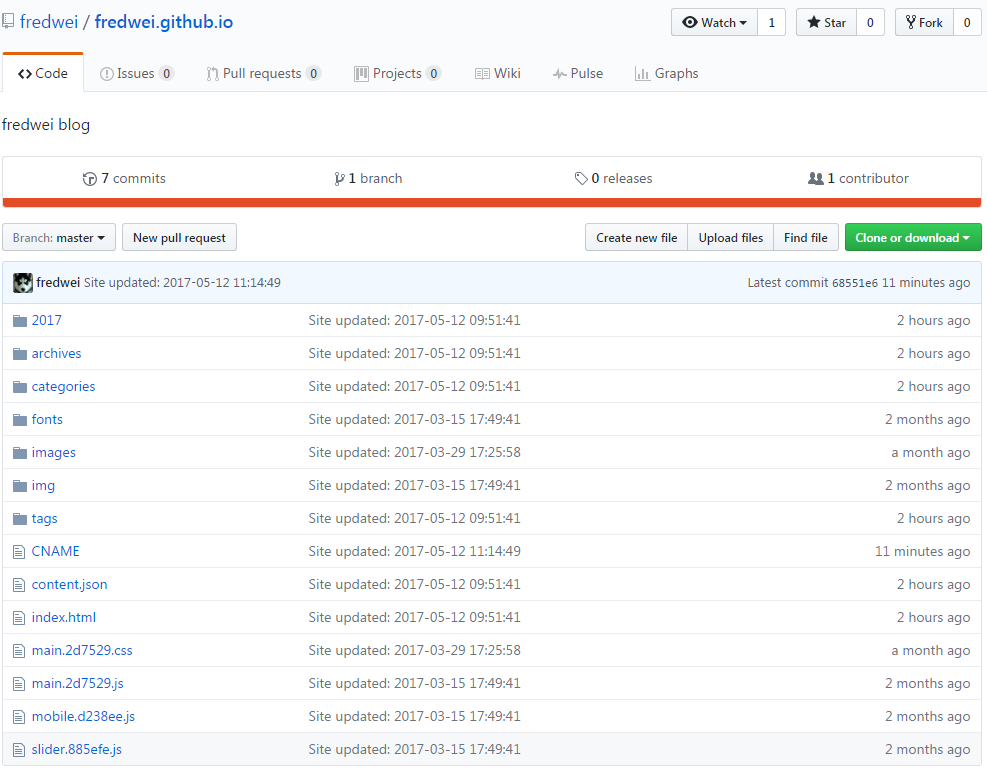 fredwei / fredwei.github.io Watch 1 Star 0 Fork 0
Code Issues 0 Pull requests 0 Projects 0 Wiki Pulse Graphs
fredwei blog
7 commits 1 branch 0 releases 1 contributor
Branch: master New pull request Create new file Upload files Find file Clone or download
fredwei Site updated: 2017-05-12 11:14:49 Latest commit 68551e6 11 minutes ago
2017 Site updated: 2017-05-12 09:51:41 2 hours ago
archives Site updated: 2017-05-12 09:51:41 2 hours ago
categories Site updated: 2017-05-12 09:51:41 2 hours ago
fonts Site updated: 2017-03-15 17:49:41 2 months ago
images Site updated: 2017-03-29 17:25:58 a month ago
img Site updated: 2017-03-15 17:49:41 2 months ago
tags Site updated: 2017-05-12 09:51:41 2 hours ago
CNAME Site updated: 2017-05-12 11:14:49 11 minutes ago
content.json Site updated: 2017-05-12 09:51:41 2 hours ago
index.html Site updated: 2017-05-12 09:51:41 2 hours ago
main.2d7529.css Site updated: 2017-03-29 17:25:58 a month ago
main.2d7529.js Site updated: 2017-03-15 17:49:41 2 months ago
mobile.d238ee.js Site updated: 2017-03-15 17:49:41 2 months ago
slider.885efe.js Site updated: 2017-03-15 17:49:41 2 months ago